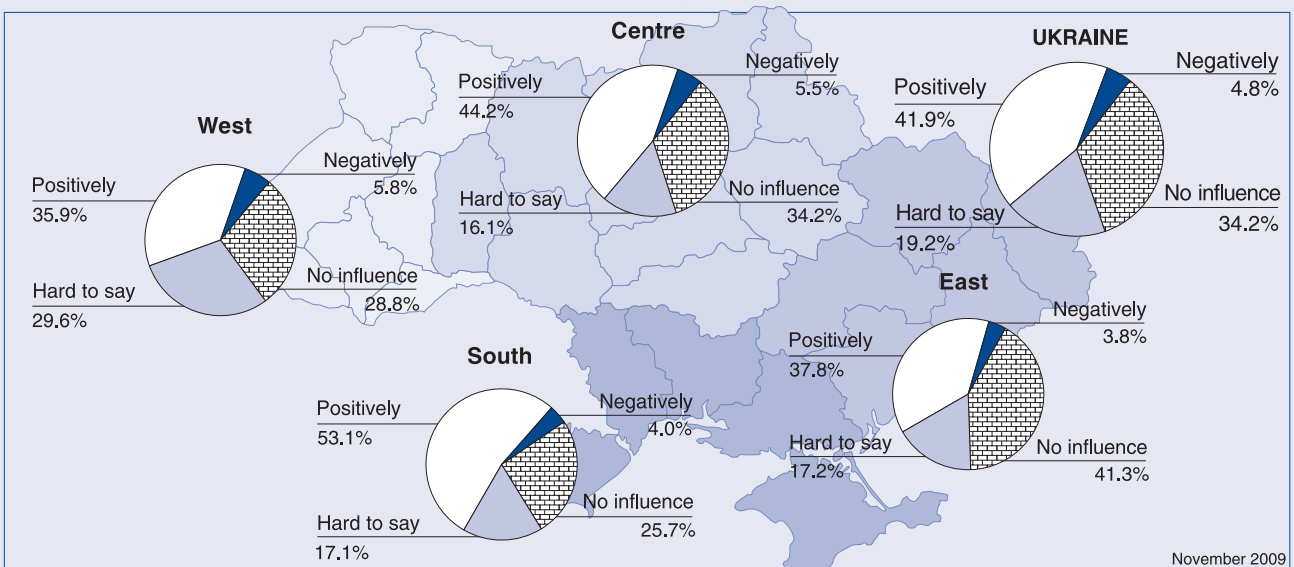 Centre
Positively
44.2%
Negatively
5.5%
Hard to say
16.1%
No influence
34.2%
UKRAINE
Positively
41.9%
Negatively
4.8%
Hard to say
19.2%
No influence
34.2%
West
Positively
35.9%
Negatively
5.8%
Hard to say
29.6%
No influence
28.8%
East
Positively
37.8%
Negatively
3.8%
Hard to say
17.2%
No influence
41.3%
South
Positively
53.1%
Negatively
4.0%
Hard to say
17.1%
No influence
25.7%
November 2009